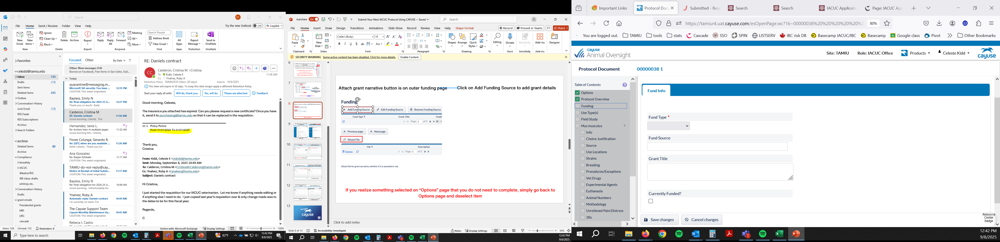 Search
KC
File Home Send / Receive Folder View Help
Try the new Outlook Off Copilot
New Email
New Items
Ignore
Clean Up
Block
Delete
Archive
Report
Reply
Reply All
Forward
Meeting
IM
More
Search People
Address Book
Filter Email
All Apps
Report Message
Send to OneNote
New Delete Report Respond Find Apps Protection OneNote
Favorites
cekidd@tamiu.edu
Inbox 133
Drafts [13]
Sent Items
Deleted Items 235
Outbox
Conversation History
Junk Email [13]
RSS Feeds
RSS Subscriptions
Archive
Search Folders
archive
Deleted Items 82
Archive
Compliance
biosafety
IACUC
iMedris/IRIS
IRB inbox drafts
whitney etc.
Conversation History
Drafts
grant emails
Presidential grants
MRI
URC
cascade
Focused Other By Date
Other: New messages (54)
Bonnie on Facebook, Free Items in San Isidro, Gail...
Today
quarantine@messaging.m...
Microsoft 365 security: You have ... 12:35 PM
CAUTION: This email originated
Bayless, Emily N
Re: final obligation for 2024-25 U... 12:27 PM
Thank you so much! Emily
Calderon, Cristina M
RE: Daniels contract 11:56 AM
Good morning, Celeste, The
Hernandez, Janie L.
Re: broken links in multiple pages 11:32 AM
Good morning Mrs. Celeste,
Flores Colunga, Gerardo R.
Re: [EXT] when are you available ... 11:26 AM
Hello Celeste, Thank you for
Ana Gonzalez
Re: Repair Estimate 11:17 AM
CAUTION: This email originated
TAMIU-do-not-reply@cay...
Notice of Receipt of Initial Submi... 11:17 AM
CAUTION: This email originated
Bayless, Emily N
Re: final obligation for 2024-25 U... 10:49 AM
Good morning, Unfortunately for
Ynalvez, Ruby A
Automatic reply: Daniels contract 10:49 AM
I'm currently on leave. For
The Cayuse Support Team
Cayuse Monthly Maintenance Ha... 10:45 AM
CAUTION: This email originated
Rebeca I. Castro
RE: Daniels contract
CC
Calderon, Cristina M <Cristina
To Kidd, Celeste E
Cc Ynalvez, Ruby A
11:56 AM
Retention Policy TAMIU2010-Inbox (30 days) Expires 10/8/2025
This item will expire in 30 days. To keep this item longer apply a different Retention Policy.
Start your reply all with: Will do, thank you. Yes, will do. Please see attached. Feedback
Good morning, Celeste,
The insurance you attached has expired. Can you please request a new certificate? Once you have
it, send it to purchasing@tamiu.edu so that it can be replaced in the requisition.
em 3. Policy Period
From 01/01/2024 To 01/01/2025
Thank you,
Cristina
From: Kidd, Celeste E <cekidd@tamiu.edu>
Sent: Monday, September 8, 2025 10:49 AM
To: Calderon, Cristina M <CristinaM.Calderon@tamiu.edu>
Cc: Ynalvez, Ruby A <rynalvez@tamiu.edu>
Subject: Daniels contract
Hi Cristina,
I just started the requisition for our IACUC veterinarian. Let me know if anything needs editing or
if anything else I need to do. I just copied last year's requisition over & only change made was to
the dates to be for this fiscal year.
Regards,
C
Items: 326 Unread: 133 Reminders: 9 Online with: Microsoft Exchange Display Settings 100%
Type here to search
82°F
12:42 PM
9/8/2025
AutoSave On
Submit Your Next IACUC Protocol Using CAYUSE • Saved
Search
File Home Insert Draw Design Transitions Animations Slide Show Record Review View Help Shape Format
Record Present in Teams Share
Paste
New Slide
Calibri (Body) 18
Shapes
Arrange
Quick Styles
Editing
Dictate
Sensitivity
Add-ins
Designer
Clipboard Slides Font Paragraph Drawing Voice Sensitivity Add-ins
SECURITY WARNING Some active content has been disabled. Click for more details. Enable Content
6
7
8
9
10
11
12
13
cayuse
Attach grant narrative button is on outer funding page
Click on Add Funding Source to add grant details
Funding
Add Funding Source
Edit Funding Source
Remove Funding Source
Fund Type Grant Title Funde
Page 1 of 0 20
Previous page
Next page
Attach File
File Description
Delete
Page 1 of 0
Attach file for grant narrative, whether it is is awarded or not.
If you realize something selected on “Options” page that you do not need to complete, simply go back to
Options page and deselect item
Click to add notes
Slide 8 of 13 Accessibility: Investigate Notes Display Settings 54%
12:42 PM
9/8/2025
Important Links
Protocol Docu
Submitted - Req
Search
Search
IACUC Applicatio
Page: IACUC App
https://tamiur4.uat.cayuse.com/esOpenPage.wc?16~00000038%20%20%20%20%20%2
80%
You are logged out.
TAMIU
tools
stats
Cascade
SSO
SPIN
LISTSERV
IBC risk DB
Basecamp IACUC/IBC
Basecamp
Google class
Pivot
Other Bookmarks
cayuse
Animal Oversight
Site: TAMIU Role: IACUC Office Products Celeste Kidd
cayuse
Protocol Document 00000038 1
Table of Contents
Options
Protocol Overview
Funding
Use Type(s)
Field Study
Mus musculus
Info
Choice Justification
Source
Use Locations
Strains
Breeding
Procedures/Exceptions
Vet Drugs
Experimental Agents
Euthanasia
Animal Numbers
Methodology
Unrelieved Pain/Distress
3Rs
Fund Info
Fund Type *
Fund Source
Grant Title
Currently Funded?
Save changes
Cancel changes
Resource
Center
badge
12:42 PM
9/8/2025